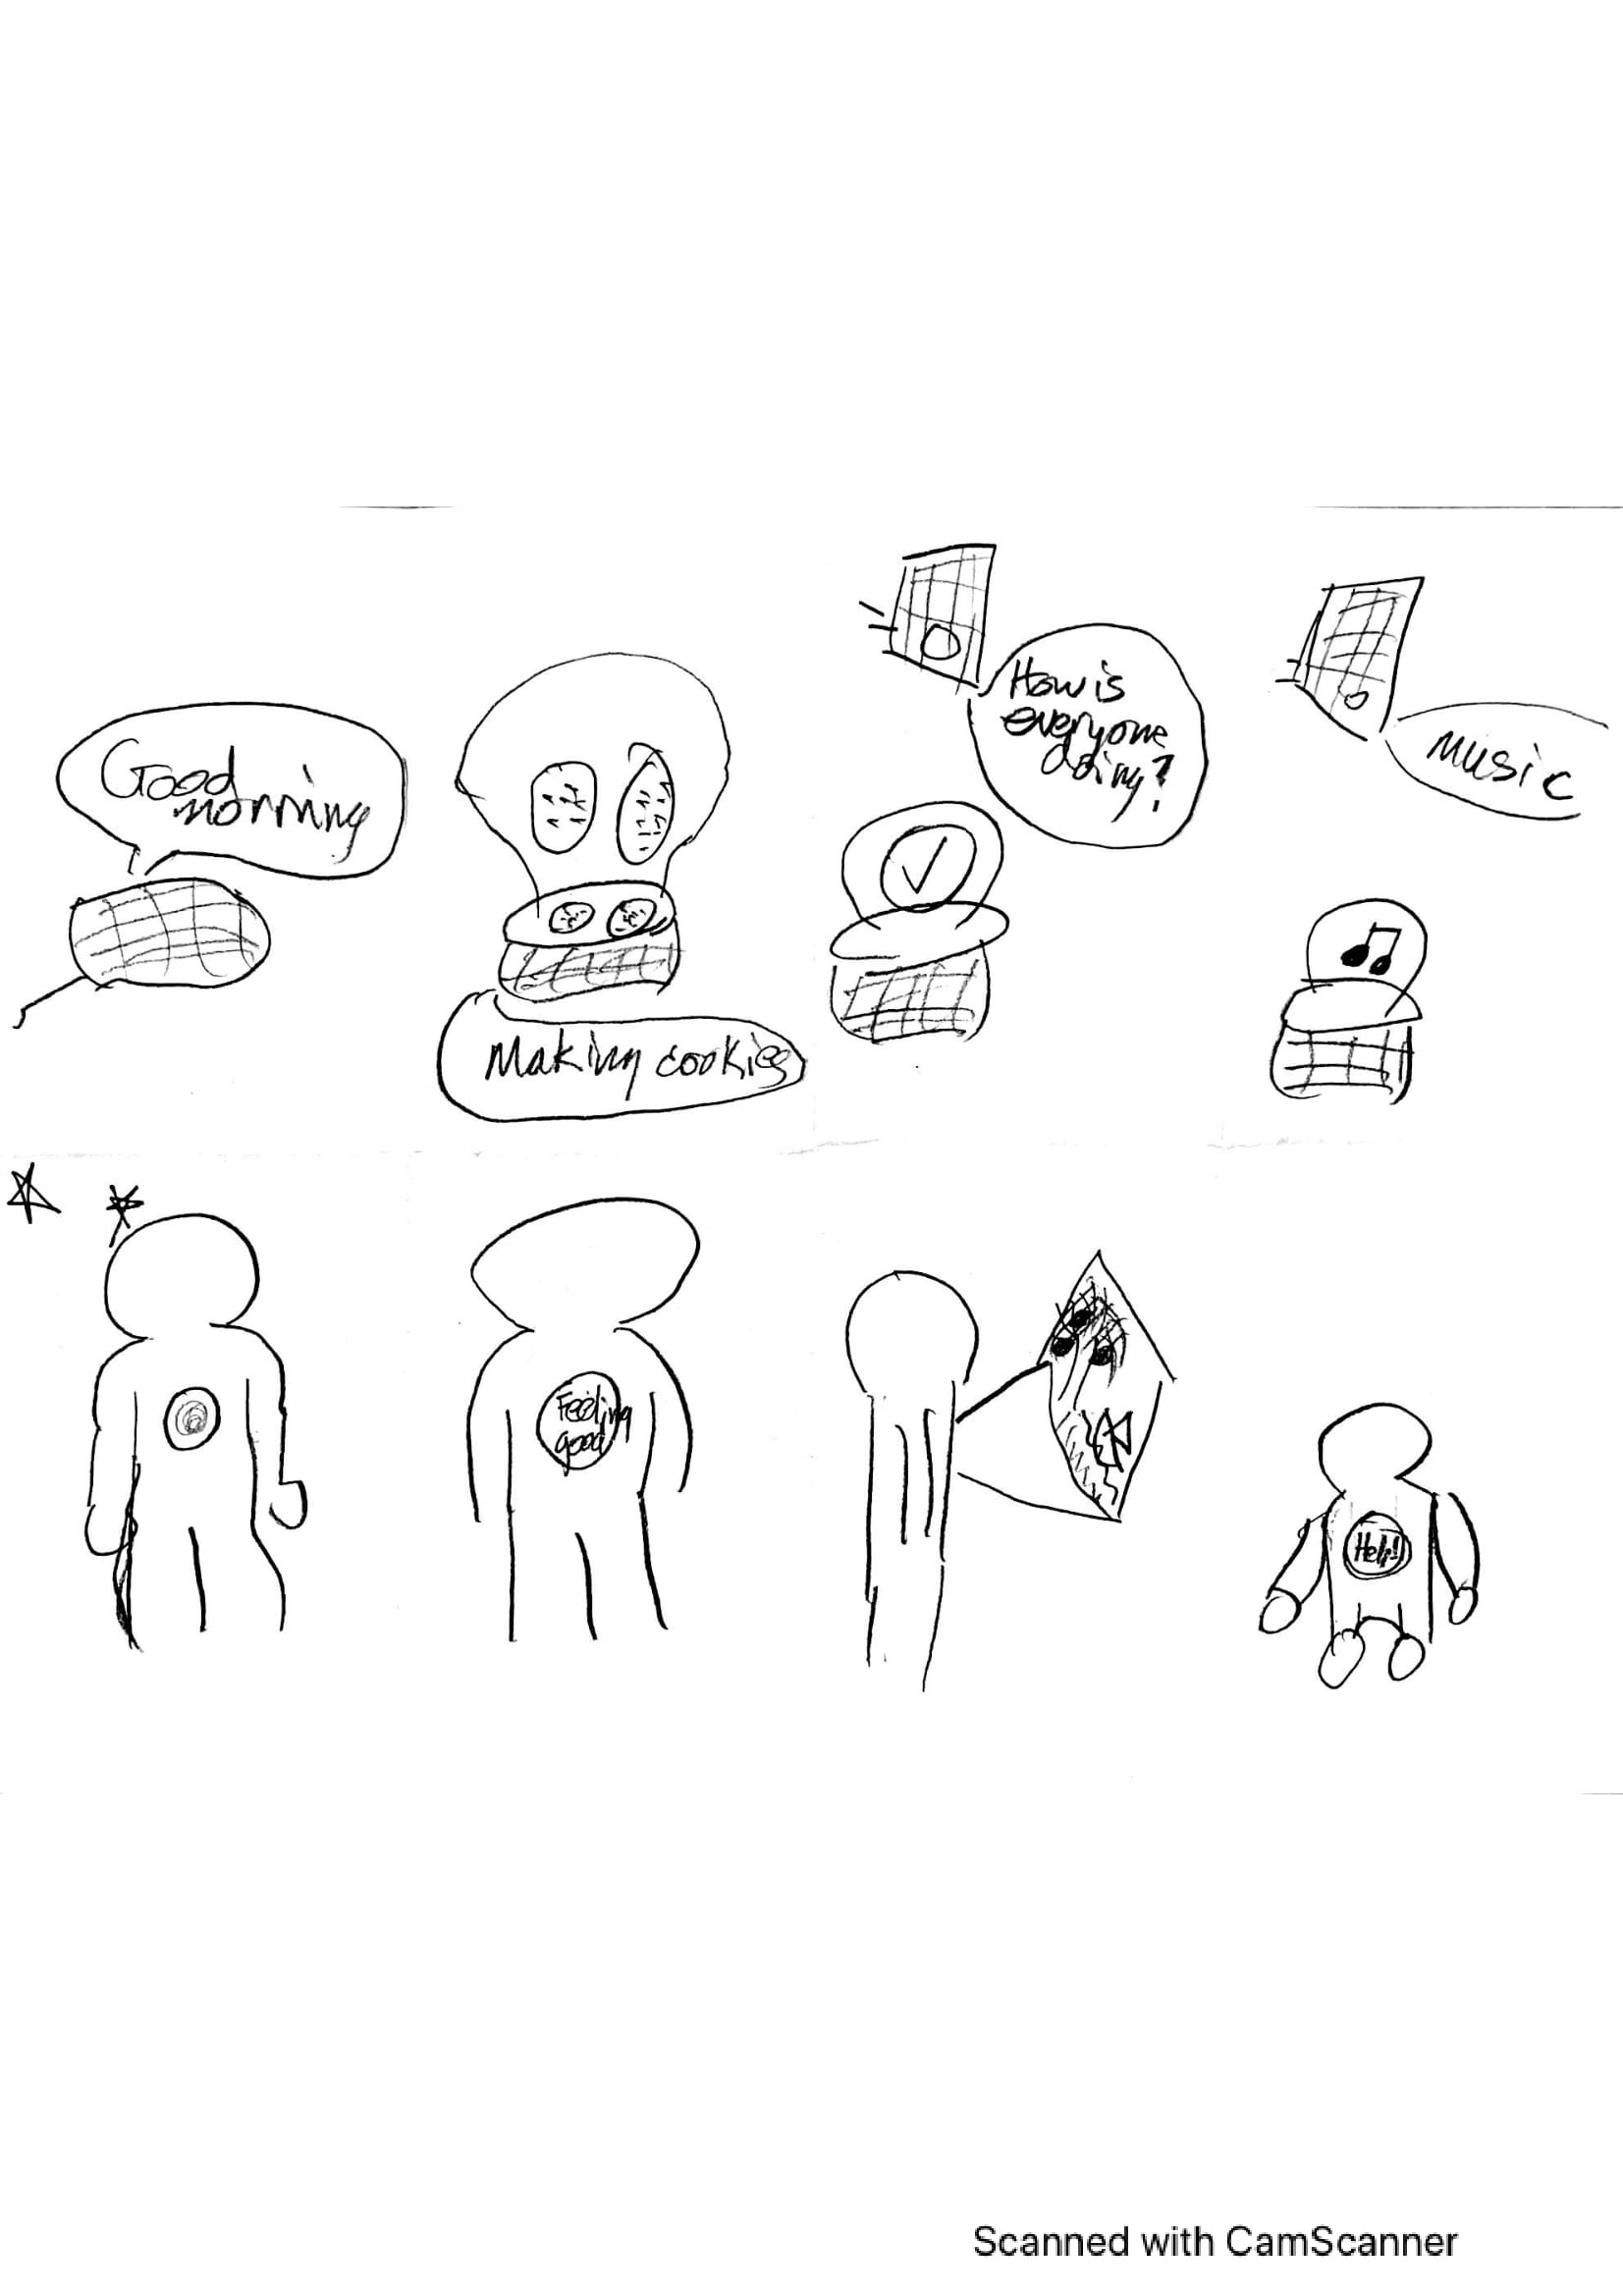 Good
morning
Making cookies
How is
everyone
doing?
Music
Feeling
good
Help!
Scanned with CamScanner